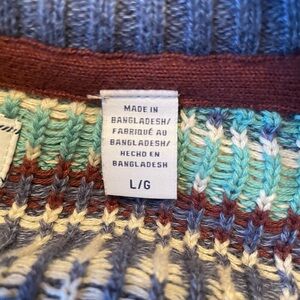 MADE IN
BANGLADESH/
FABRIQUÉ AU
BANGLADESH/
HECHO EN
BANGLADESH
L/G